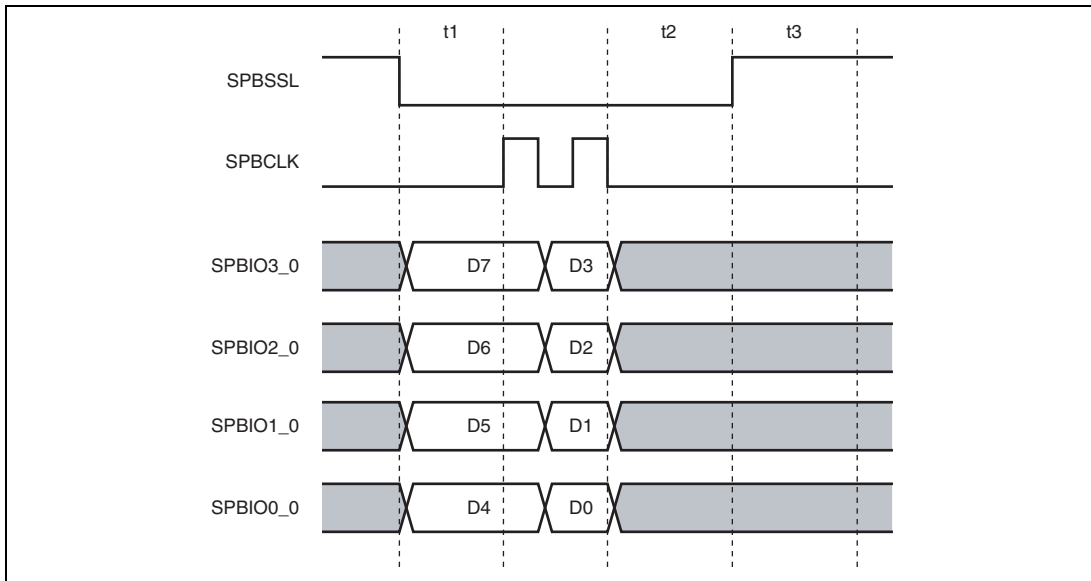 t1 t2 t3
SPBSSL
SPBCLK
SPBIO3_0 D7 D3
SPBIO2_0 D6 D2
SPBIO1_0 D5 D1
SPBIO0_0 D4 D0